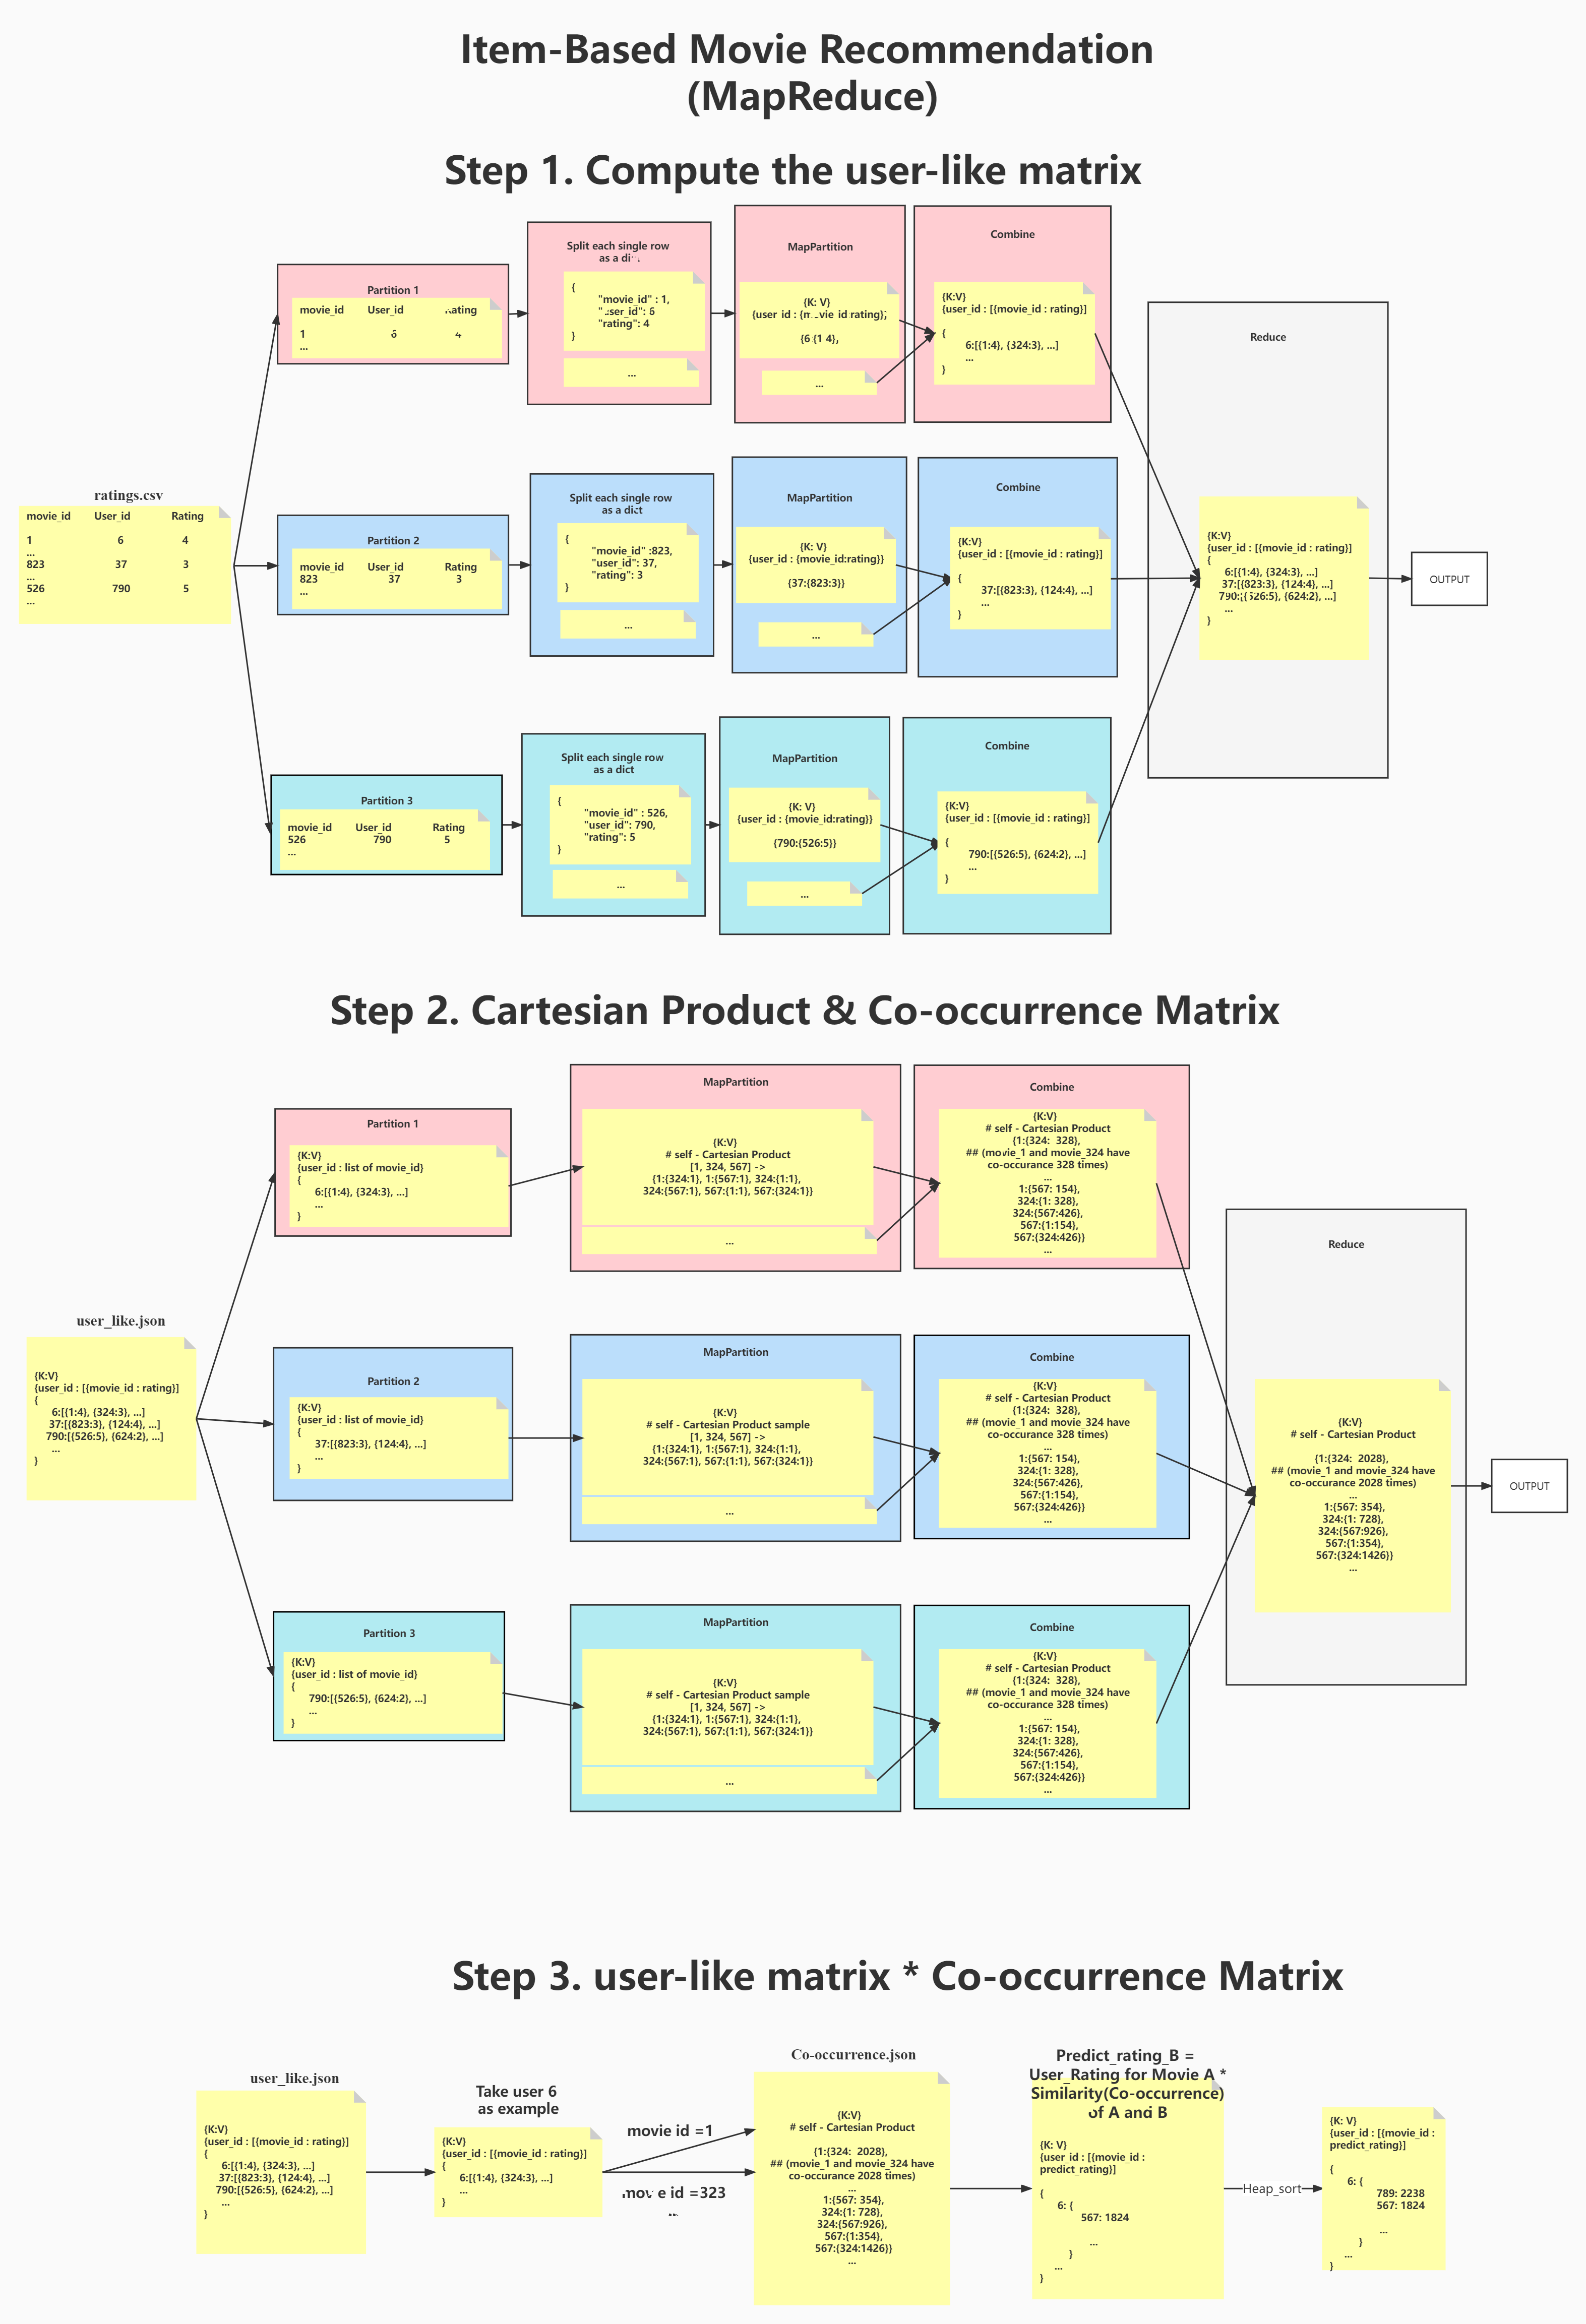 Item-Based Movie Recommendation
(MapReduce)
Step 1. Compute the user-like matrix
ratings.csv
movie_id User_id Rating
1 6 4
...
823 37 3
...
526 790 5
...
Partition 1
movie_id User_id Rating
1 6 4
...
Split each single row
as a dict
{
"movie_id" : 1,
"user_id": 6
"rating": 4
}
...
MapPartition
{K: V}
{user_id : {movie_id rating};
{6 {1 4},
...
Combine
{K:V}
{user_id : [{movie_id : rating}]
{
6:[{1:4}, {324:3}, ...]
...
}
Partition 2
movie_id User_id Rating
823 37 3
...
Split each single row
as a dict
{
"movie_id" :823,
"user_id": 37,
"rating": 3
}
...
MapPartition
{K: V}
{user_id : {movie_id:rating}}
{37:{823:3}}
...
Combine
{K:V}
{user_id : [{movie_id : rating}]
{
37:[{823:3}, {124:4}, ...]
...
}
Partition 3
movie_id User_id Rating
526 790 5
...
Split each single row
as a dict
{
"movie_id" : 526,
"user_id": 790,
"rating": 5
}
...
MapPartition
{K: V}
{user_id : {movie_id:rating}}
{790:{526:5}}
...
Combine
{K:V}
{user_id : [{movie_id : rating}]
{
790:[{526:5}, {624:2}, ...]
...
}
Reduce
{K:V}
{user_id : [{movie_id : rating}]
{
6:[{1:4}, {324:3}, ...]
37:[{823:3}, {124:4}, ...]
790:[{526:5}, {624:2}, ...]
...
}
OUTPUT
Step 2. Cartesian Product & Co-occurrence Matrix
user_like.json
{K:V}
{user_id : [{movie_id : rating}]
{
6:[{1:4}, {324:3}, ...]
37:[{823:3}, {124:4}, ...]
790:[{526:5}, {624:2}, ...]
...
}
Partition 1
{K:V}
{user_id : list of movie_id}
{
6:[{1:4}, {324:3}, ...]
...
}
MapPartition
{K:V}
# self - Cartesian Product
[1, 324, 567] ->
{1:{324:1}, 1:{567:1}, 324:{1:1},
324:{567:1}, 567:{1:1}, 567:{324:1}}
...
Combine
{K:V}
# self - Cartesian Product
{1:{324: 328},
## (movie_1 and movie_324 have
co-occurance 328 times)
...
1:{567: 154},
324:{1: 328},
324:{567:426},
567:{1:154},
567:{324:426}}
...
Partition 2
{K:V}
{user_id : list of movie_id}
{
37:[{823:3}, {124:4}, ...]
...
}
MapPartition
{K:V}
# self - Cartesian Product sample
[1, 324, 567] ->
{1:{324:1}, 1:{567:1}, 324:{1:1},
324:{567:1}, 567:{1:1}, 567:{324:1}}
...
Combine
{K:V}
# self - Cartesian Product
{1:{324: 328},
## (movie_1 and movie_324 have
co-occurance 328 times)
...
1:{567: 154},
324:{1: 328},
324:{567:426},
567:{1:154},
567:{324:426}}
...
Partition 3
{K:V}
{user_id : list of movie_id}
{
790:[{526:5}, {624:2}, ...]
...
}
MapPartition
{K:V}
# self - Cartesian Product sample
[1, 324, 567] ->
{1:{324:1}, 1:{567:1}, 324:{1:1},
324:{567:1}, 567:{1:1}, 567:{324:1}}
...
Combine
{K:V}
# self - Cartesian Product
{1:{324: 328},
## (movie_1 and movie_324 have
co-occurance 328 times)
...
1:{567: 154},
324:{1: 328},
324:{567:426},
567:{1:154},
567:{324:426}}
...
Reduce
{K:V}
# self - Cartesian Product
{1:{324: 2028},
## (movie_1 and movie_324 have
co-occurance 2028 times)
...
1:{567: 354},
324:{1: 728},
324:{567:926},
567:{1:354},
567:{324:1426}}
...
OUTPUT
Step 3. user-like matrix * Co-occurrence Matrix
user_like.json
{K:V}
{user_id : [{movie_id : rating}]
{
6:[{1:4}, {324:3}, ...]
37:[{823:3}, {124:4}, ...]
790:[{526:5}, {624:2}, ...]
...
}
Take user 6
as example
{K:V}
{user_id : [{movie_id : rating}]
{
6:[{1:4}, {324:3}, ...]
...
}
movie id =1
movie id =323
...
Co-occurrence.json
{K:V}
# self - Cartesian Product
{1:{324: 2028},
## (movie_1 and movie_324 have
co-occurance 2028 times)
...
1:{567: 354},
324:{1: 728},
324:{567:926},
567:{1:354},
567:{324:1426}}
...
Predict_rating_B =
User_Rating for Movie A *
Similarity(Co-occurrence)
of A and B
{K: V}
{user_id : [{movie_id :
predict_rating}]
{
6: {
567: 1824
...
}
...
}
Heap_sort
{K: V}
{user_id : [{movie_id :
predict_rating}]
{
6: {
789: 2238
567: 1824
...
}
...
}